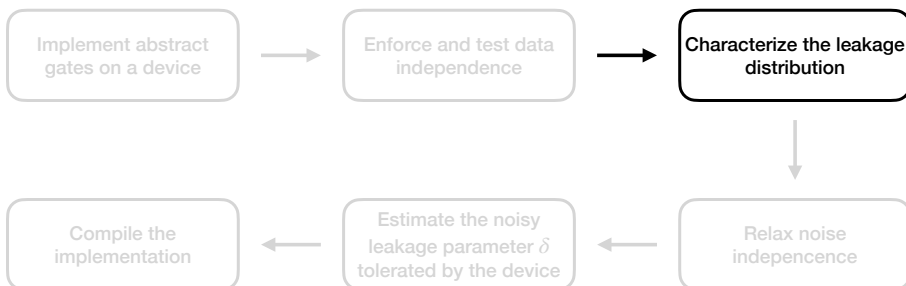 Implement abstract
gates on a device
Enforce and test data
independence
Characterize the leakage
distribution
Compile the
implementation
Estimate the noisy
leakage parameter δ
tolerated by the device
Relax noise
indepencence